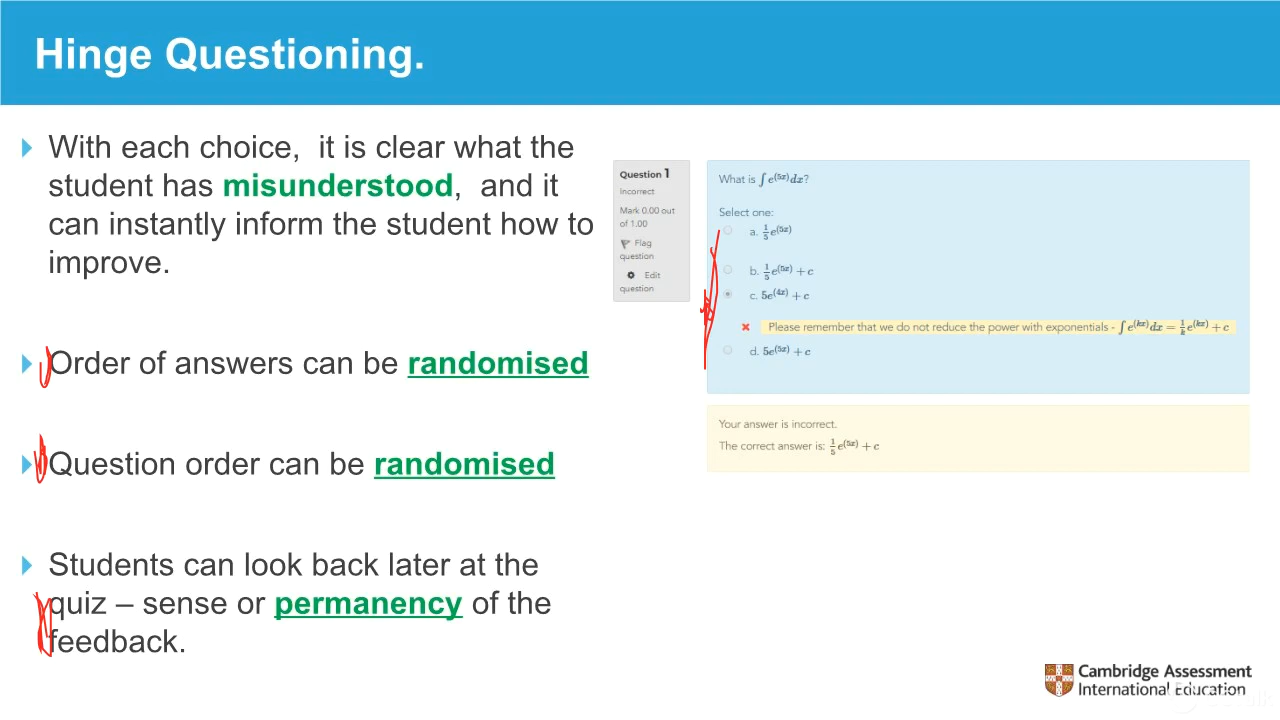 Hinge Questioning.
With each choice, it is clear what the
student has misunderstood, and it
can instantly inform the student how to
improve.
Order of answers can be randomised
Question order can be randomised
Students can look back later at the
quiz – sense or permanency of the
feedback.
Question 1
Incorrect
Mark 0.00 out
of 1.00
Flag
question
Edit
question
What is ∫ e^(5x) dx?
Select one:
a. 1/5 e^(5x)
b. 1/5 e^(5x) + c
c. 5e^(4x) + c
Please remember that we do not reduce the power with exponentials - ∫ e^(kx) dx = 1/k e^(kx) + c
d. 5e^(5x) + c
Your answer is incorrect.
The correct answer is: 1/5 e^(5x) + c
Cambridge Assessment
International Education